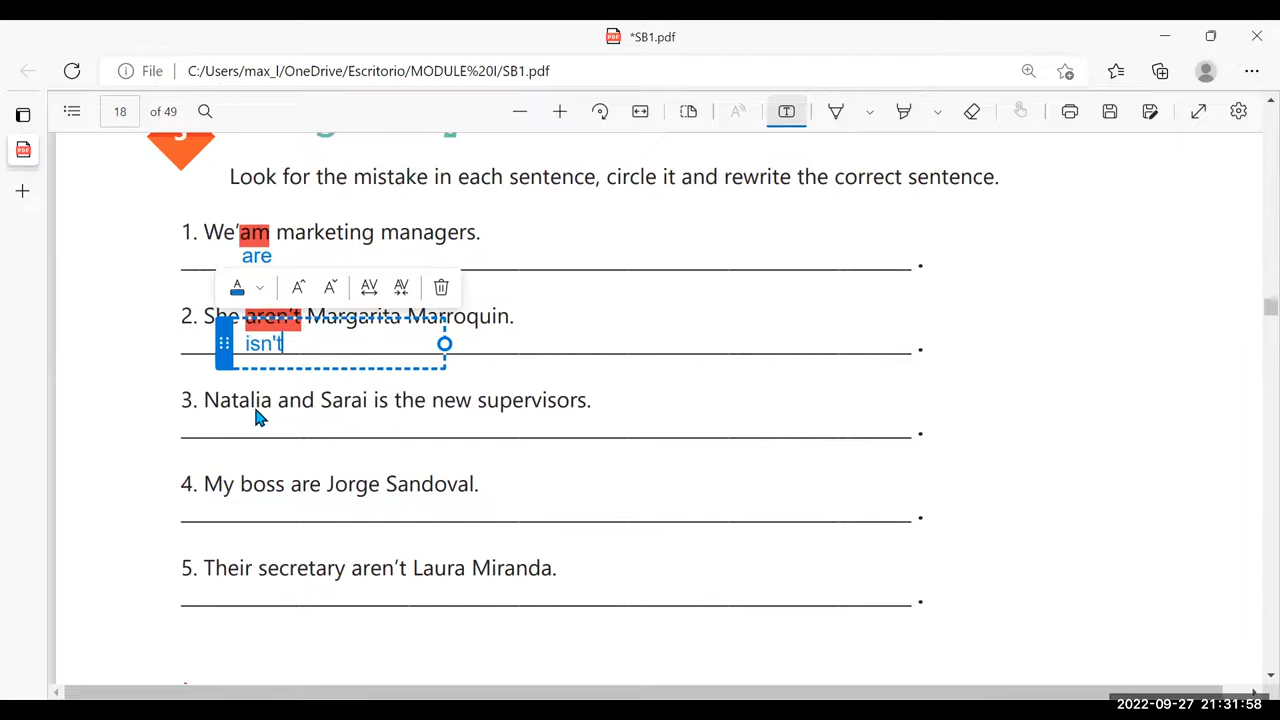 *SB1.pdf
File
C:/Users/max_l/OneDrive/Escritorio/MODULE%20I/SB1.pdf
18 of 49
Look for the mistake in each sentence, circle it and rewrite the correct sentence.
1. We'am marketing managers.
are
2. She aren't Margarita Marroquin.
isn't
3. Natalia and Sarai is the new supervisors.
4. My boss are Jorge Sandoval.
5. Their secretary aren't Laura Miranda.
2022-09-27 21:31:58